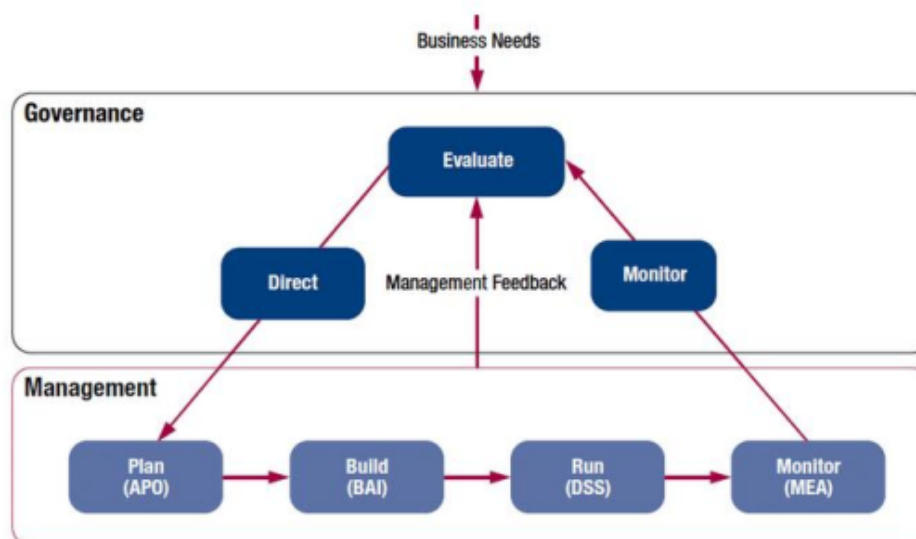 Business Needs
Governance
Evaluate
Direct
Management Feedback
Monitor
Management
Plan
(APO)
Build
(BAI)
Run
(DSS)
Monitor
(MEA)